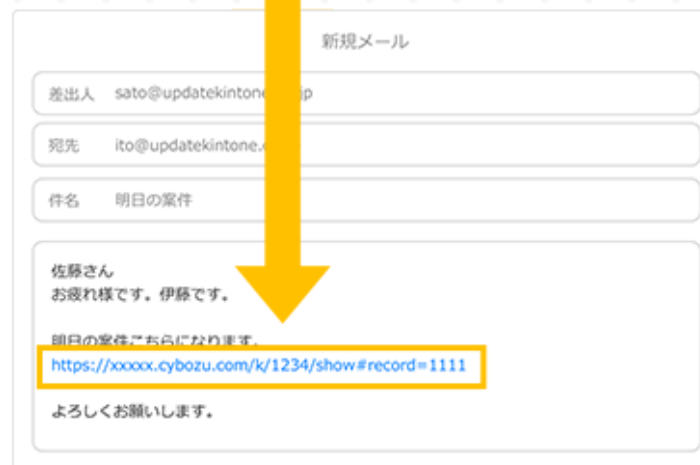 新規メール
差出人 sato@updatekintone jp
宛先 ito@updatekintone.
件名 明日の案件
佐藤さん
お疲れ様です。伊藤です。
明日の案件こちらになります。
https://xxxxx.cybozu.com/k/1234/show#record=1111
よろしくお願いします。